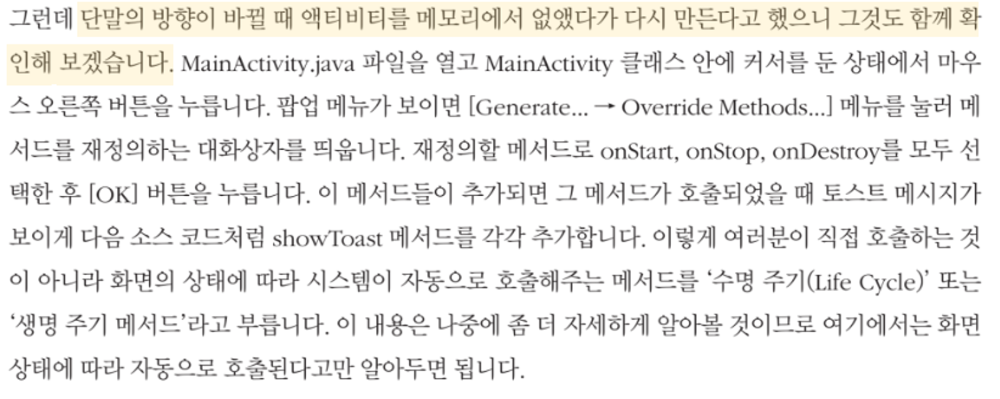 그런데 단말의 방향이 바뀔 때 액티비티를 메모리에서 없앴다가 다시 만든다고 했으니 그것도 함께 확
인해 보겠습니다. MainActivity.java 파일을 열고 MainActivity 클래스 안에 커서를 둔 상태에서 마우
스 오른쪽 버튼을 누릅니다. 팝업 메뉴가 보이면 [Generate... → Override Methods...] 메뉴를 눌러 메
서드를 재정의하는 대화상자를 띄웁니다. 재정의할 메서드로 onStart, onStop, onDestroy를 모두 선
택한 후 [OK] 버튼을 누릅니다. 이 메서드들이 추가되면 그 메서드가 호출되었을 때 토스트 메시지가
보이게 다음 소스 코드처럼 showToast 메서드를 각각 추가합니다. 이렇게 여러분이 직접 호출하는 것
이 아니라 화면의 상태에 따라 시스템이 자동으로 호출해주는 메서드를 ‘수명 주기(Life Cycle)’ 또는
‘생명 주기 메서드’라고 부릅니다. 이 내용은 나중에 좀 더 자세하게 알아볼 것이므로 여기에서는 화면
상태에 따라 자동으로 호출된다고만 알아두면 됩니다.